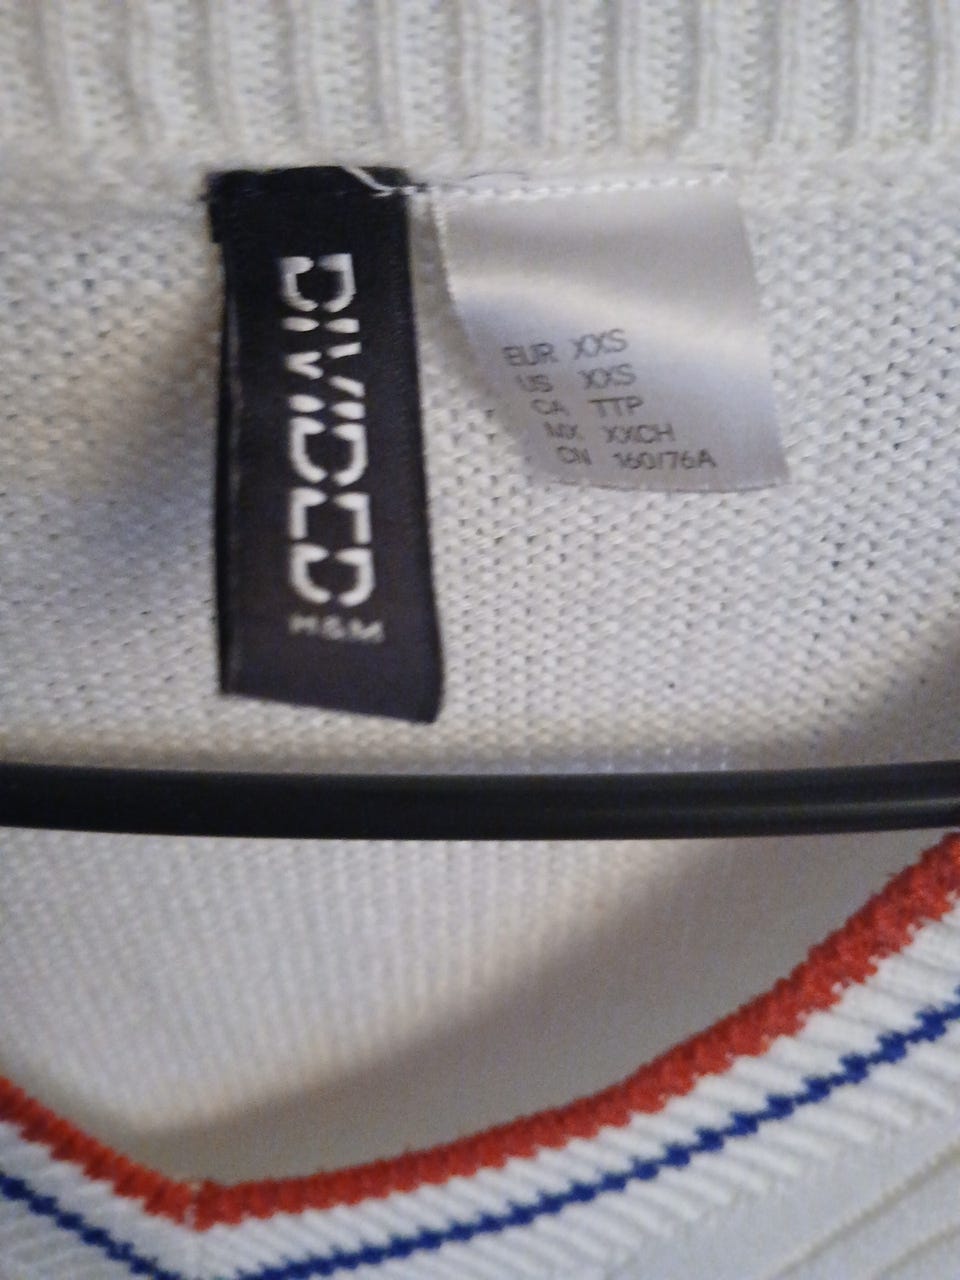 DIVIDED
H&M
EUR XXS
US XXS
CA TTP
MX XXCH
CN 160/76A